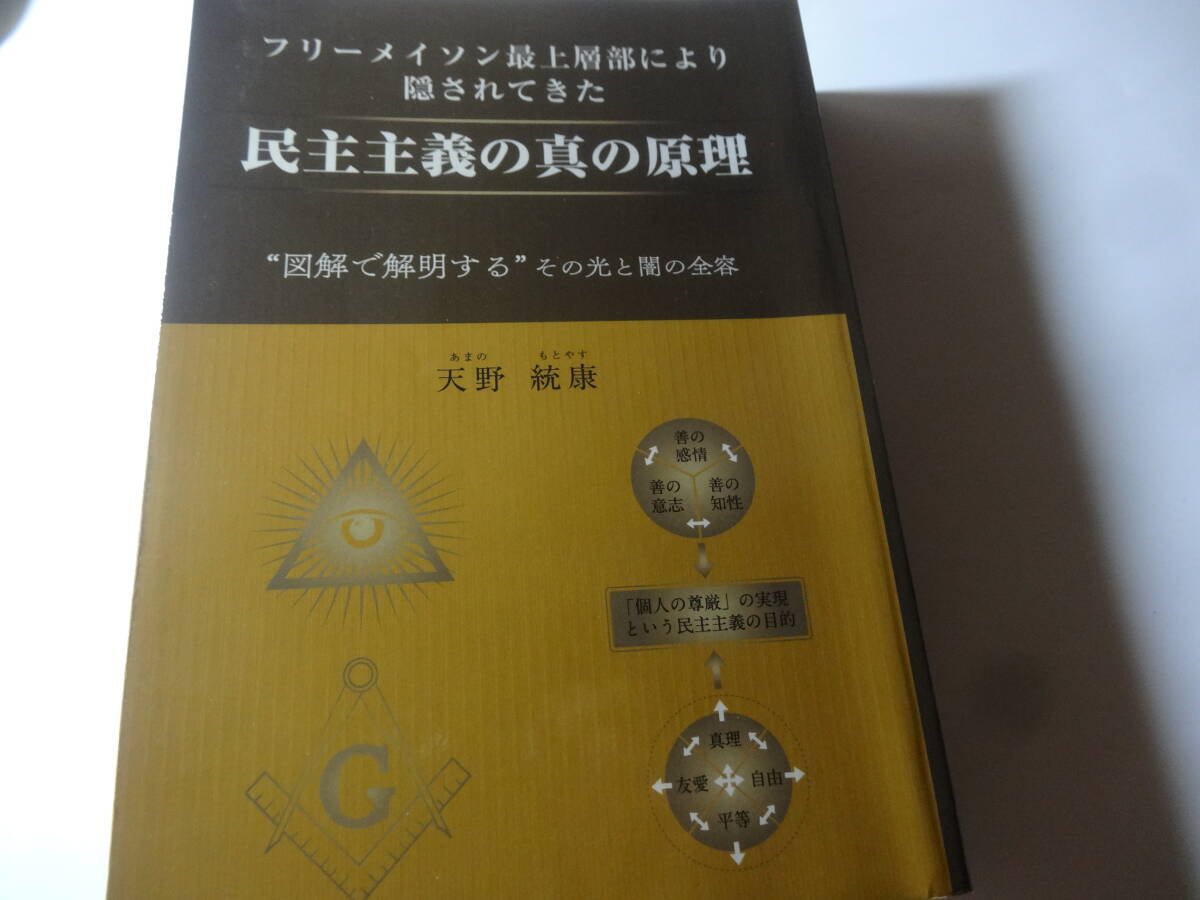 フリーメイソン最上層部により
隠されてきた
民主主義の真の原理
“図解で解明する”その光と闇の全容
あまの もとやす
天野 統康
善の
感情
善の
意志
善の
知性
「個人の尊厳」の実現
という民主主義の目的
真理
友愛
自由
平等
G